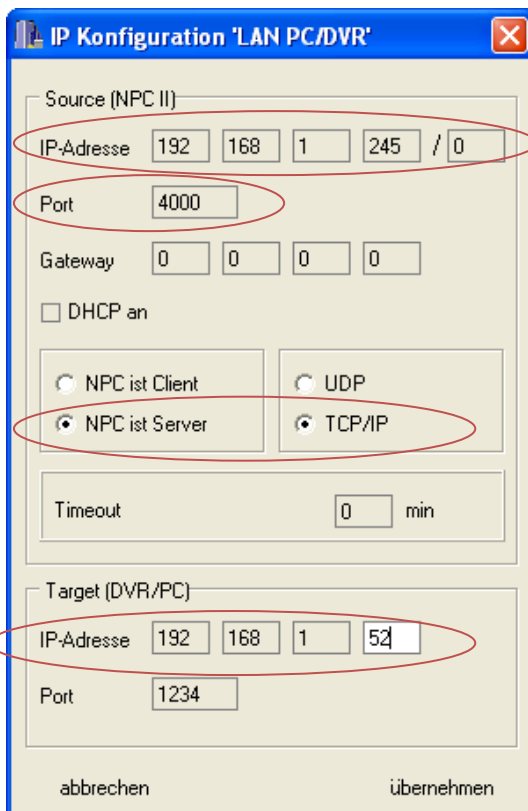 IP Konfiguration 'LAN PC/DVR'
Source (NPC II)
IP-Adresse 192 168 1 245 / 0
Port 4000
Gateway 0 0 0 0
DHCP an
NPC ist Client UDP
NPC ist Server TCP/IP
Timeout 0 min
Target (DVR/PC)
IP-Adresse 192 168 1 52
Port 1234
abbrechen übernehmen